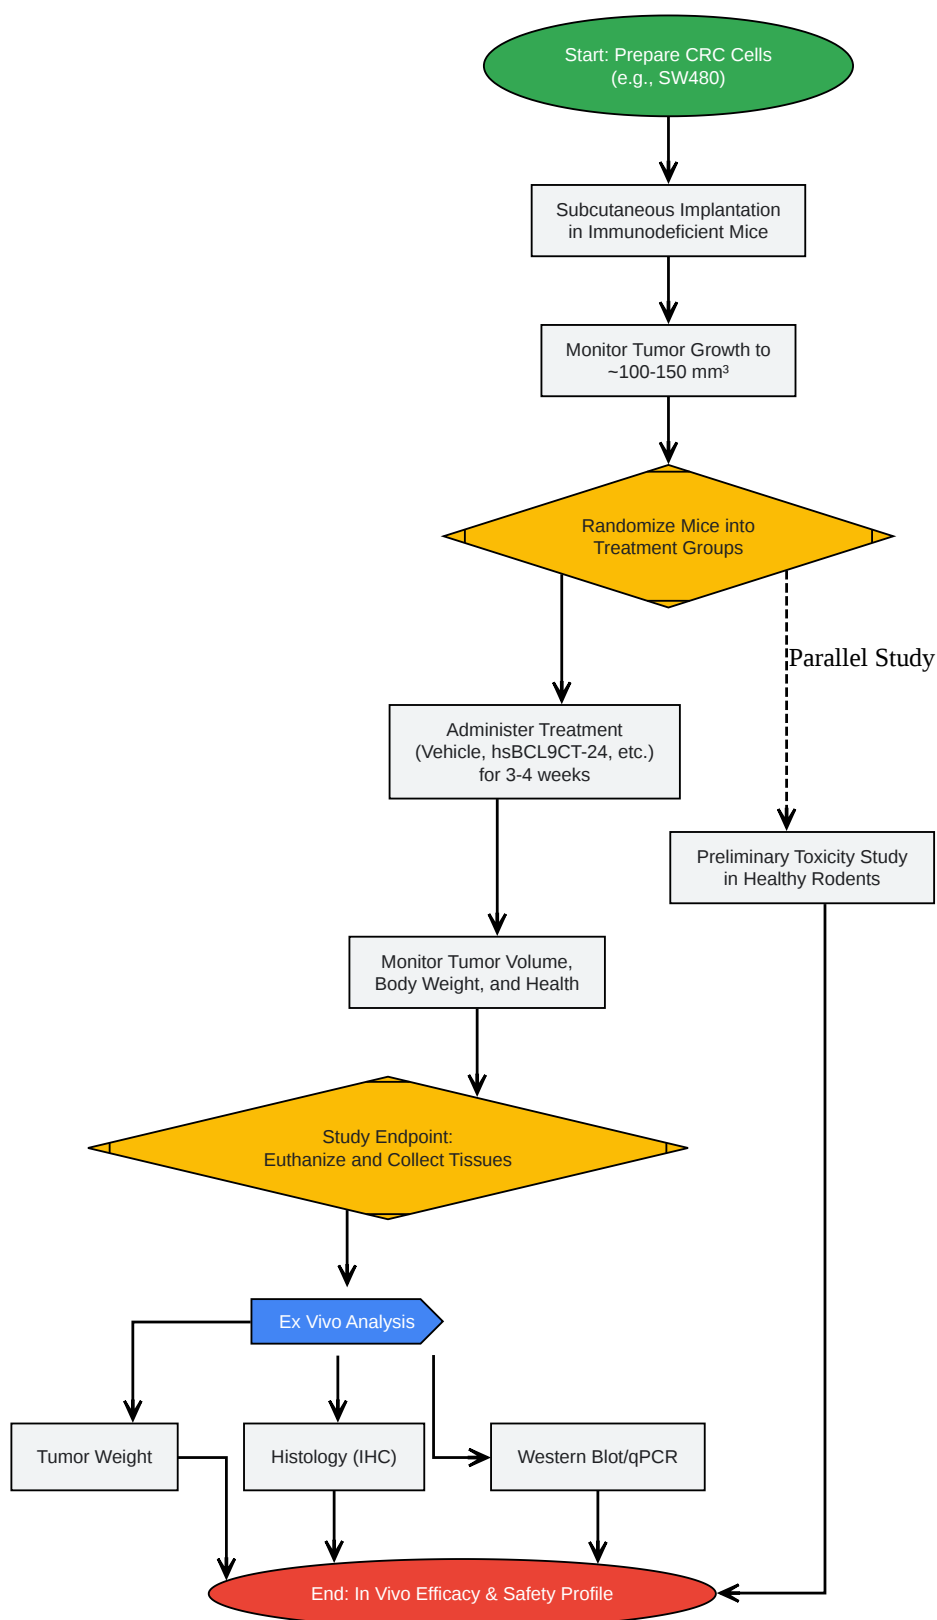 Start: Prepare CRC Cells
(e.g., SW480)
Subcutaneous Implantation
in Immunodeficient Mice
Monitor Tumor Growth to
~100-150 mm³
Randomize Mice into
Treatment Groups
Parallel Study
Administer Treatment
(Vehicle, hsBCL9CT-24, etc.)
for 3-4 weeks
Preliminary Toxicity Study
in Healthy Rodents
Monitor Tumor Volume,
Body Weight, and Health
Study Endpoint:
Euthanize and Collect Tissues
Ex Vivo Analysis
Tumor Weight
Histology (IHC)
Western Blot/qPCR
End: In Vivo Efficacy & Safety Profile